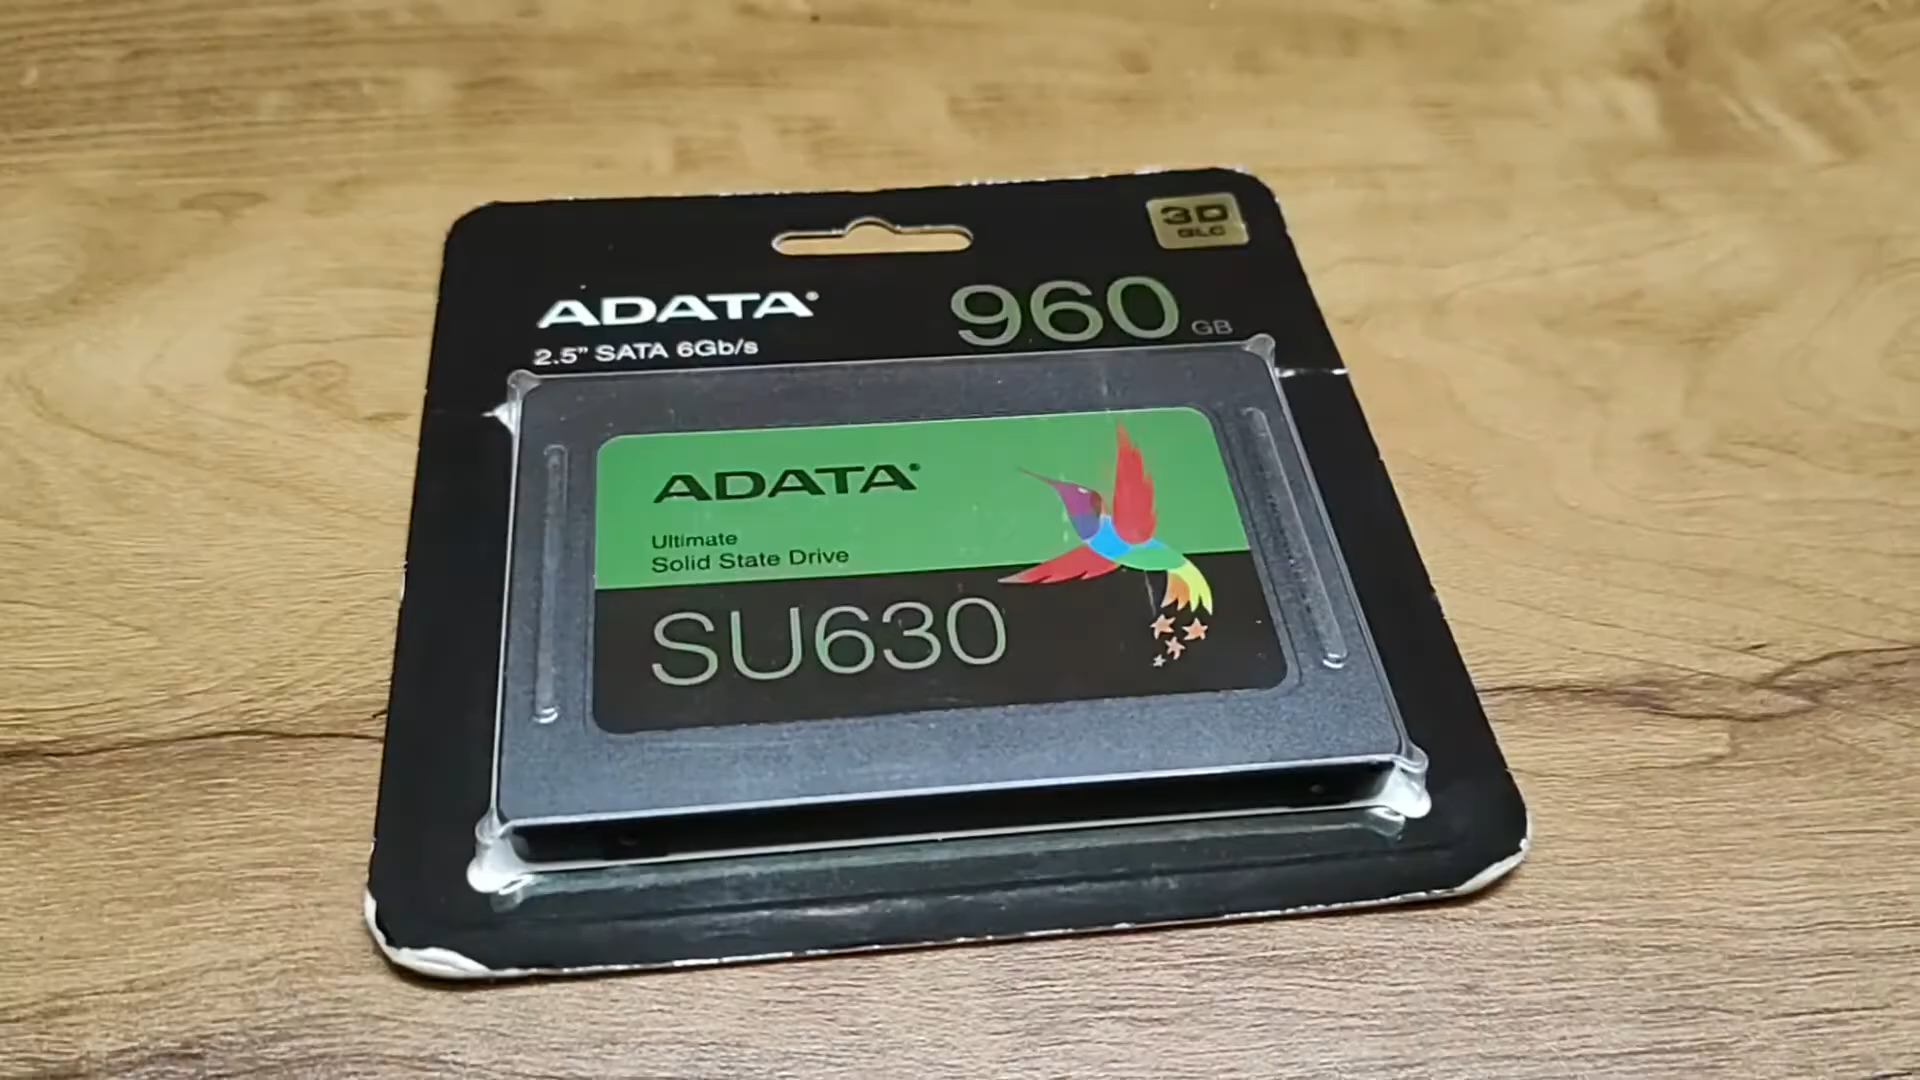 3D
QLC
ADATA®
960 GB
2.5” SATA 6Gb/s
ADATA®
Ultimate
Solid State Drive
SU630